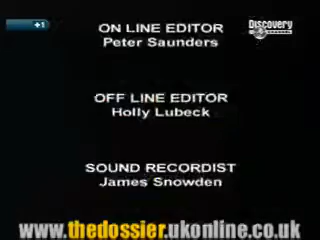 +1
Discovery
CHANNEL
ON LINE EDITOR
Peter Saunders
OFF LINE EDITOR
Holly Lubeck
SOUND RECORDIST
James Snowden
www.thedossier.ukonline.co.uk